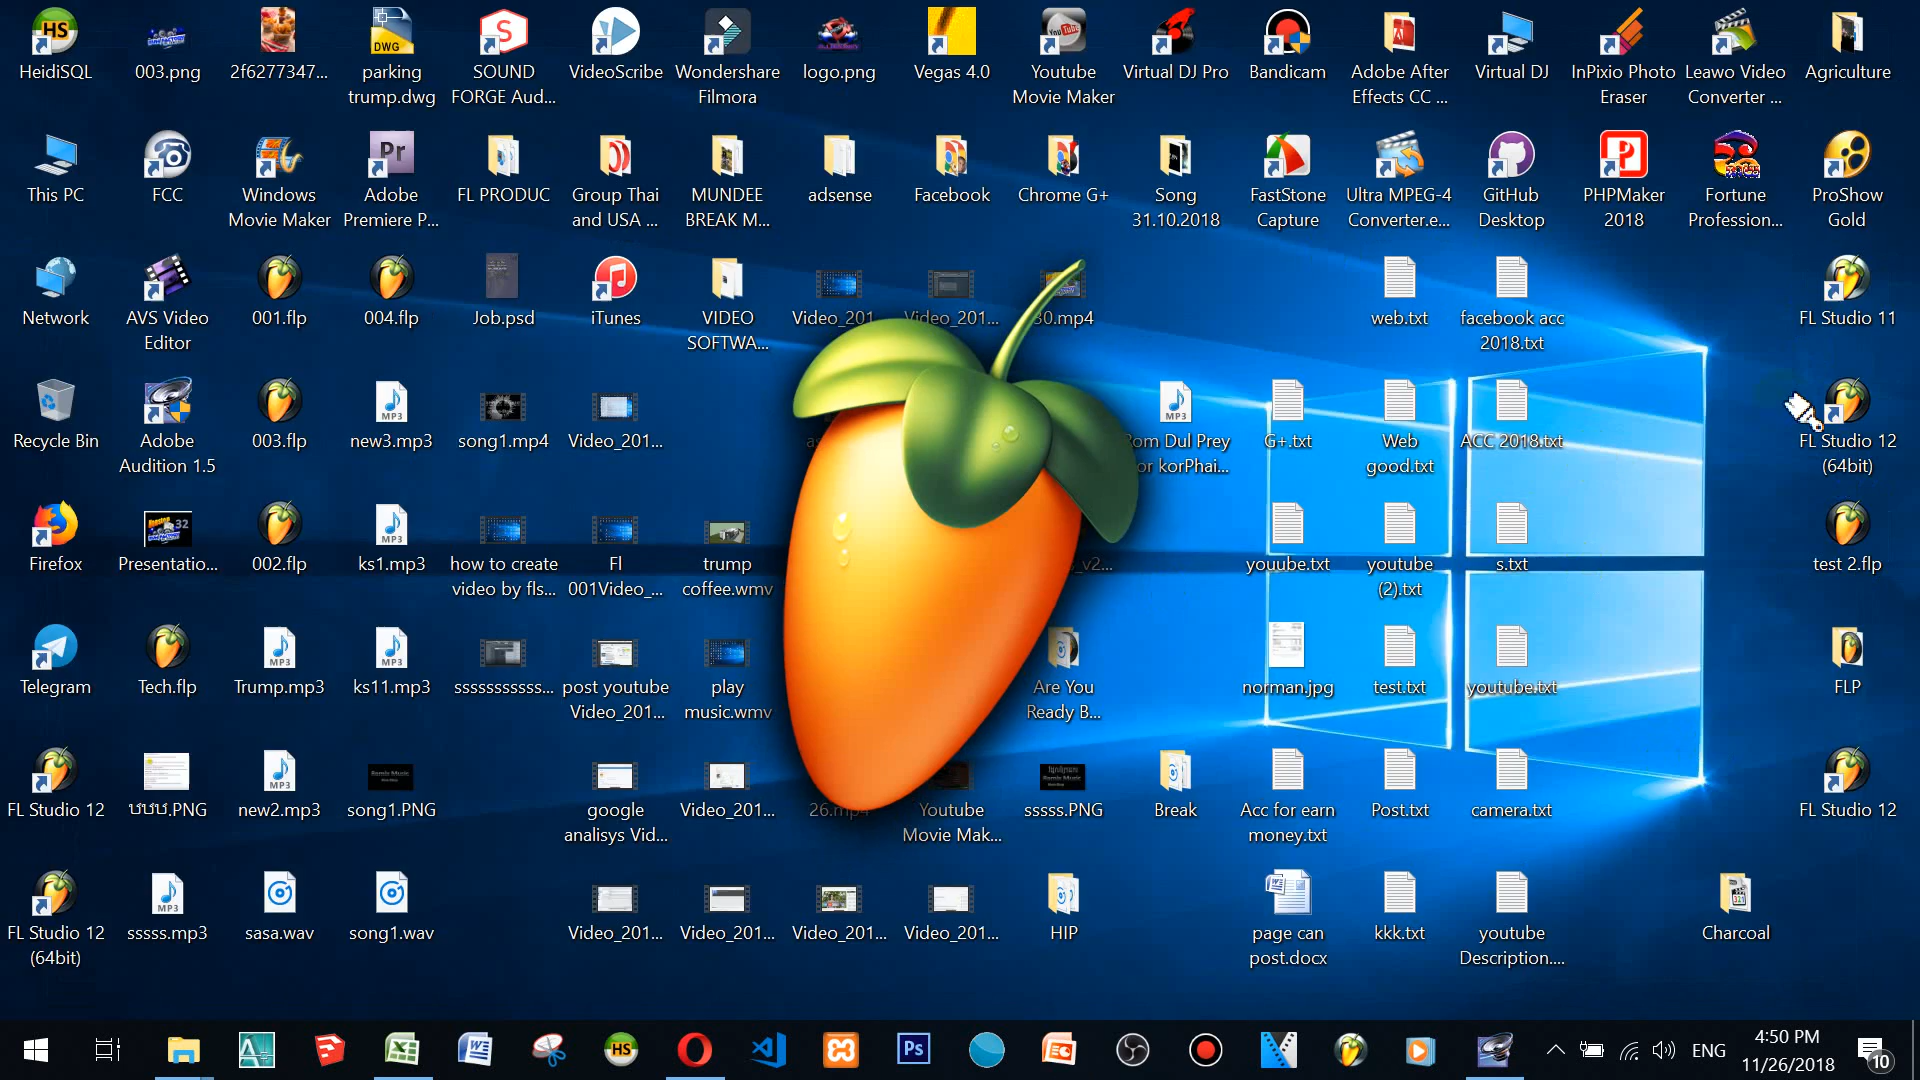 HeidiSQL
003.png
2f6277347...
parking
trump.dwg
SOUND
FORGE Aud...
VideoScribe
Wondershare
Filmora
logo.png
Vegas 4.0
Youtube
Movie Maker
Virtual DJ Pro
Bandicam
Adobe After
Effects CC ...
Virtual DJ
InPixio Photo
Eraser
Leawo Video
Converter ...
Agriculture
This PC
FCC
Windows
Movie Maker
Adobe
Premiere P...
FL PRODUC
Group Thai
and USA ...
MUNDEE
BREAK M...
adsense
Facebook
Chrome G+
Song
31.10.2018
FastStone
Capture
Ultra MPEG-4
Converter.e...
GitHub
Desktop
PHPMaker
2018
Fortune
Profession...
ProShow
Gold
Network
AVS Video
Editor
001.flp
004.flp
Job.psd
iTunes
VIDEO
SOFTWA...
Video_201
Video_201...
30.mp4
web.txt
facebook acc
2018.txt
FL Studio 11
Recycle Bin
Adobe
Audition 1.5
003.flp
new3.mp3
song1.mp4
Video_201...
Dul Prey
korPhai...
G+.txt
Web
good.txt
ACC 2018.txt
FL Studio 12
(64bit)
Firefox
Presentatio...
002.flp
ks1.mp3
how to create
video by fls...
Fl
001Video_...
trump
coffee.wmv
_v2...
youube.txt
youtube
(2).txt
s.txt
test 2.flp
Telegram
Tech.flp
Trump.mp3
ks11.mp3
sssssssssss...
post youtube
Video_201...
play
music.wmv
Are You
Ready B...
norman.jpg
test.txt
youtube.txt
FLP
FL Studio 12
ບບບ.PNG
new2.mp3
song1.PNG
google
analisys Vid...
Video_201...
26.mp4
Youtube
Movie Mak...
sssss.PNG
Break
Acc for earn
money.txt
Post.txt
camera.txt
FL Studio 12
FL Studio 12
(64bit)
sssss.mp3
sasa.wav
song1.wav
Video_201...
Video_201...
Video_201...
Video_201...
HIP
page can
post.docx
kkk.txt
youtube
Description....
Charcoal
ENG
4:50 PM
11/26/2018
10